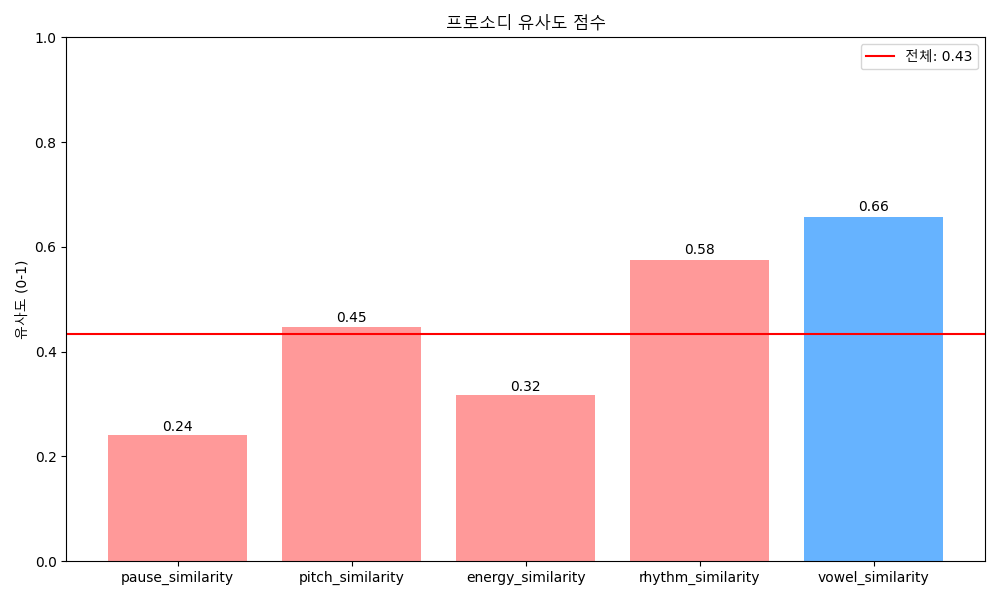 프로소디 유사도 점수
전체: 0.43
유사도 (0-1)
1.0
0.8
0.6
0.4
0.2
0.0
0.24
0.45
0.32
0.58
0.66
pause_similarity
pitch_similarity
energy_similarity
rhythm_similarity
vowel_similarity